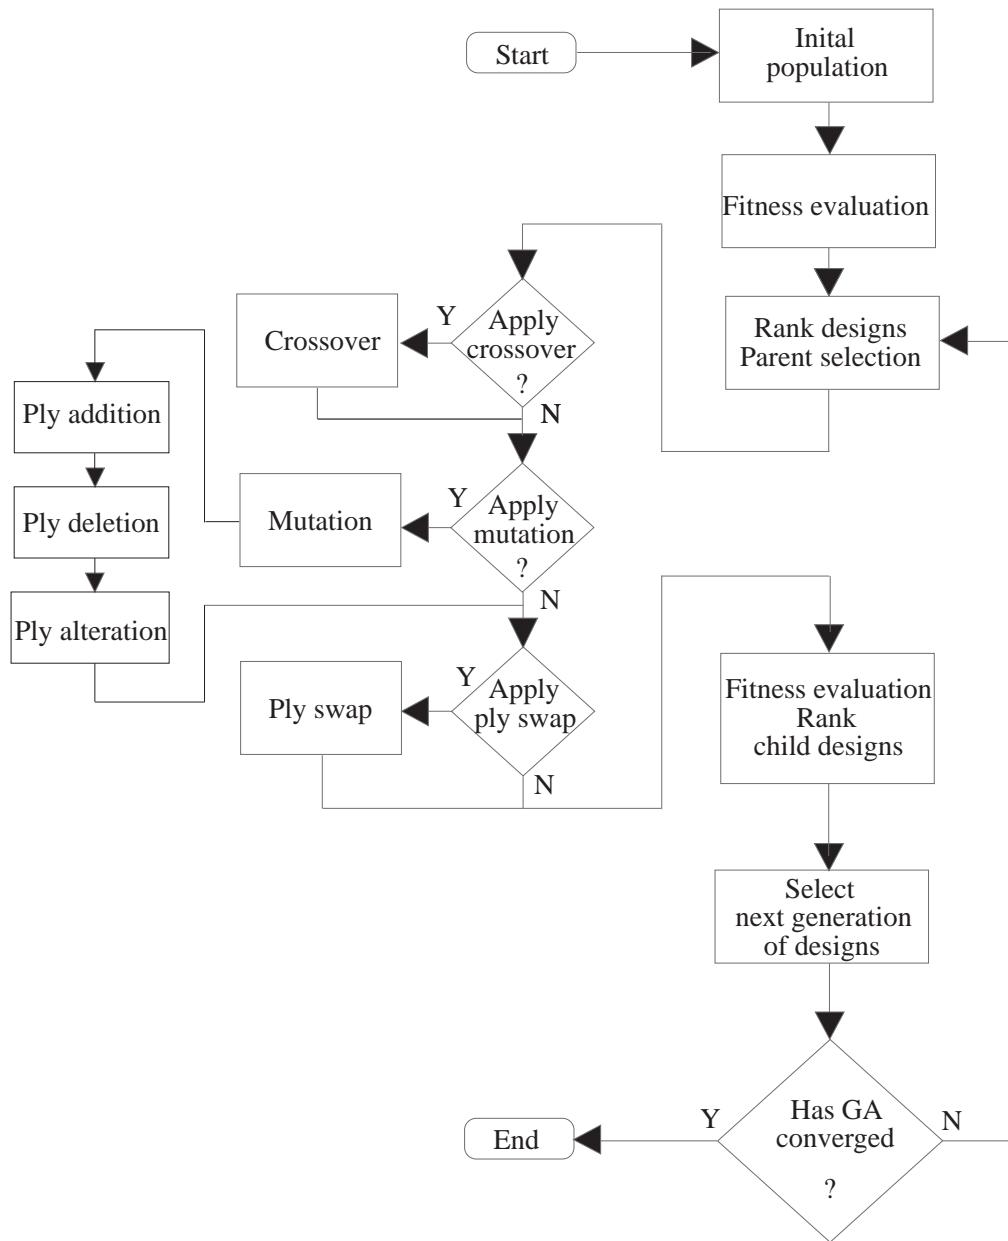 Start
Inital
population
Fitness evaluation
Rank designs
Parent selection
Apply
crossover
?
Y
N
Crossover
Apply
mutation
?
Y
N
Mutation
Ply addition
Ply deletion
Ply alteration
Apply
ply swap
Y
N
Ply swap
Fitness evaluation
Rank
child designs
Select
next generation
of designs
Has GA
converged
?
Y
N
End